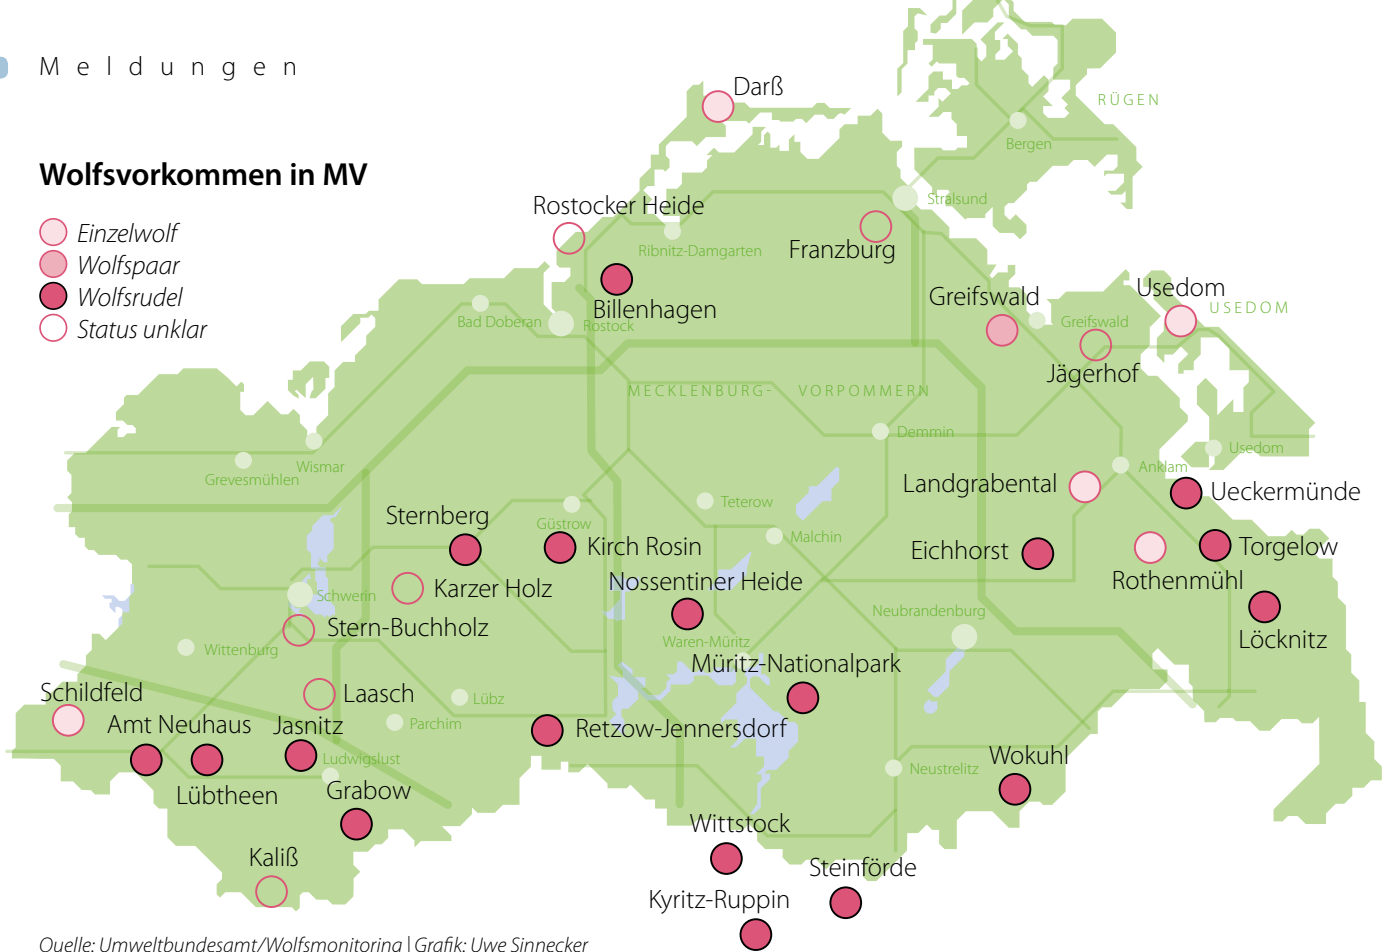 Meldungen
Wolfsvorkommen in MV
Einzelwolf
Wolfspaar
Wolfsrudel
Status unklar
Darß
RÜGEN
Bergen
Rostocker Heide
Stralsund
Ribnitz-Damgarten
Franzburg
Billenhagen
Greifswald
Usedom
USEDOM
Bad Doberan
Rostock
Greifswald
Jägerhof
MECKLENBURG-
VORPOMMERN
Demmin
Usedom
Wismar
Grevesmühlen
Anklam
Landgrabental
Ueckermünde
Teterow
Sternberg
Güstrow
Malchin
Kirch Rosin
Eichhorst
Torgelow
Nossentiner Heide
Rothenmühl
Karzer Holz
Schwerin
Neubrandenburg
Stern-Buchholz
Löcknitz
Waren-Müritz
Wittenburg
Müritz-Nationalpark
Schildfeld
Laasch
Lübz
Amt Neuhaus
Jasnitz
Parchim
Retzow-Jennersdorf
Ludwigslust
Wokuhl
Neustrelitz
Lübtheen
Grabow
Wittstock
Kaliß
Steinförde
Kyritz-Ruppin
Quelle: Umweltbundesamt/Wolfsmonitoring | Grafik: Uwe Sinnecker